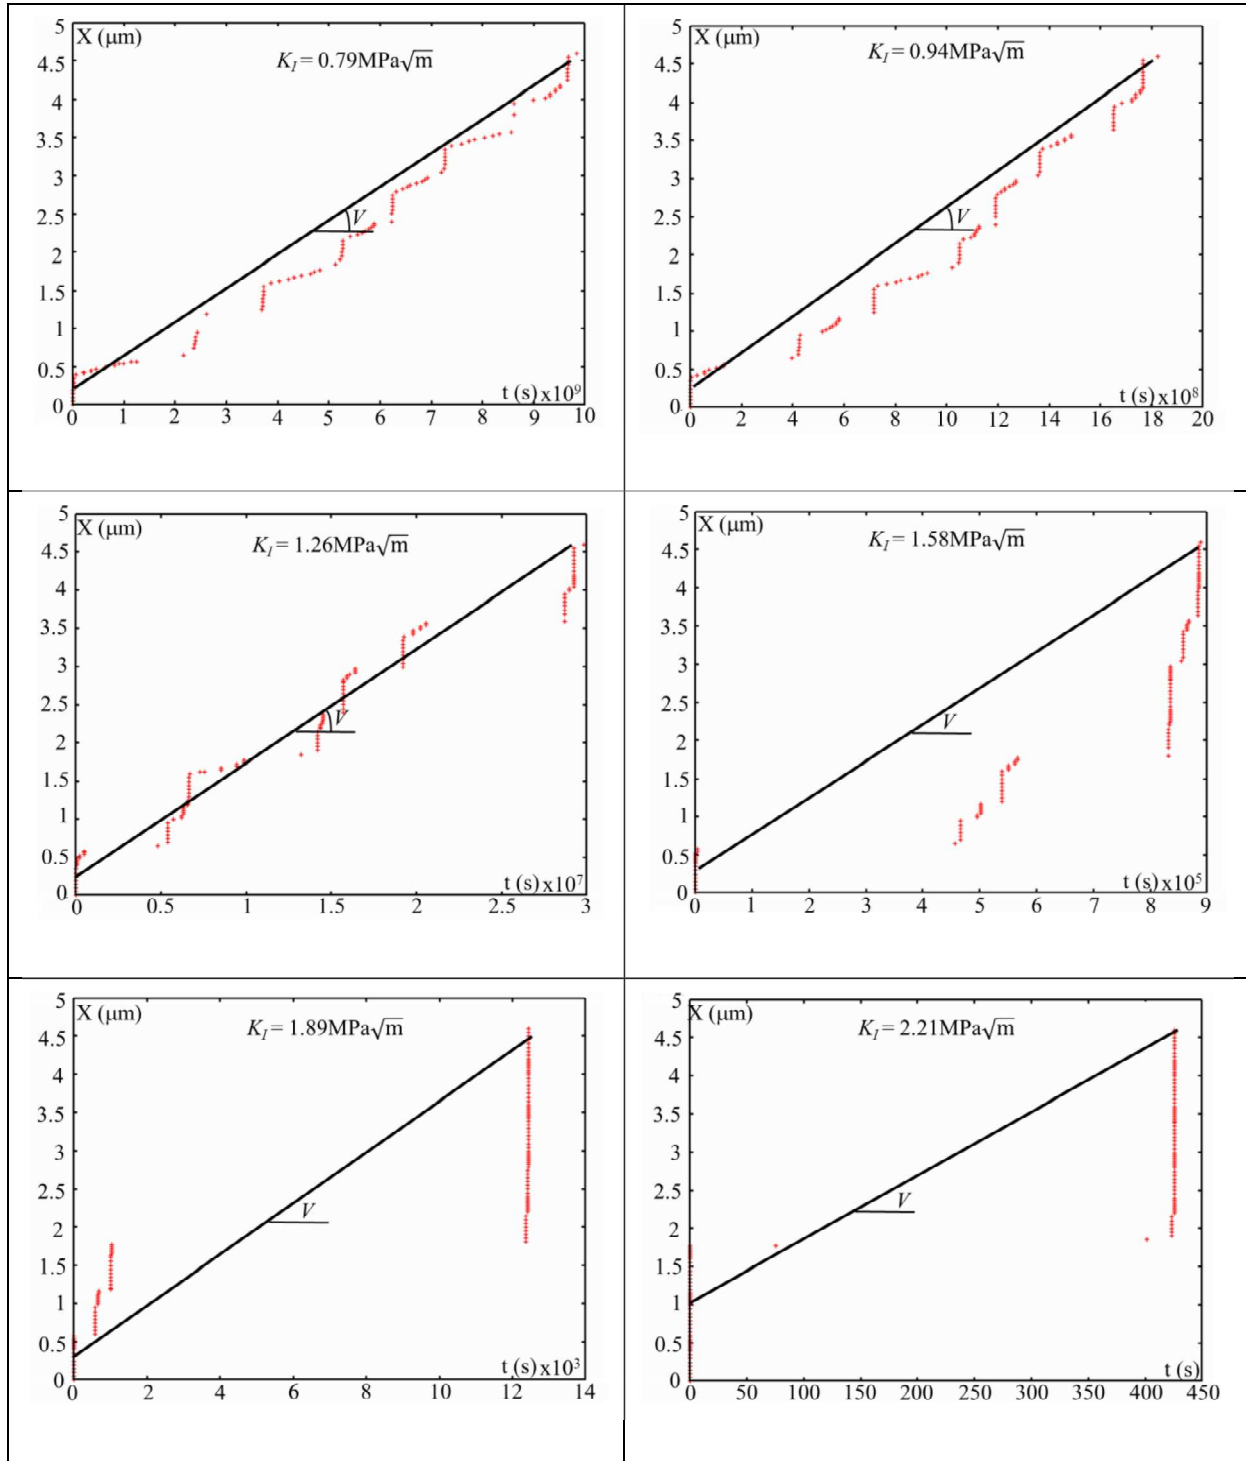 5
X (μm)
K_I = 0.79MPa√m
4.5
4
3.5
3
2.5
V
2
1.5
1
0.5
t (s) x10⁹
0
0 1 2 3 4 5 6 7 8 9 10
5
X (μm)
K_I = 0.94MPa√m
4.5
4
3.5
3
2.5
V
2
1.5
1
0.5
t (s) x10⁸
0
0 2 4 6 8 10 12 14 16 18 20
5
X (μm)
K_I = 1.26MPa√m
4.5
4
3.5
3
2.5
V
2
1.5
1
0.5
t (s) x10⁷
0
0 0.5 1 1.5 2 2.5 3
5
X (μm)
K_I = 1.58MPa√m
4.5
4
3.5
3
2.5
V
2
1.5
1
0.5
t (s) x10⁵
0
0 1 2 3 4 5 6 7 8 9
5
X (μm)
K_I = 1.89MPa√m
4.5
4
3.5
3
2.5
V
2
1.5
1
0.5
t (s) x10³
0
0 2 4 6 8 10 12 14
5
X (μm)
K_I = 2.21MPa√m
4.5
4
3.5
3
2.5
V
2
1.5
1
0.5
t (s)
0
0 50 100 150 200 250 300 350 400 450